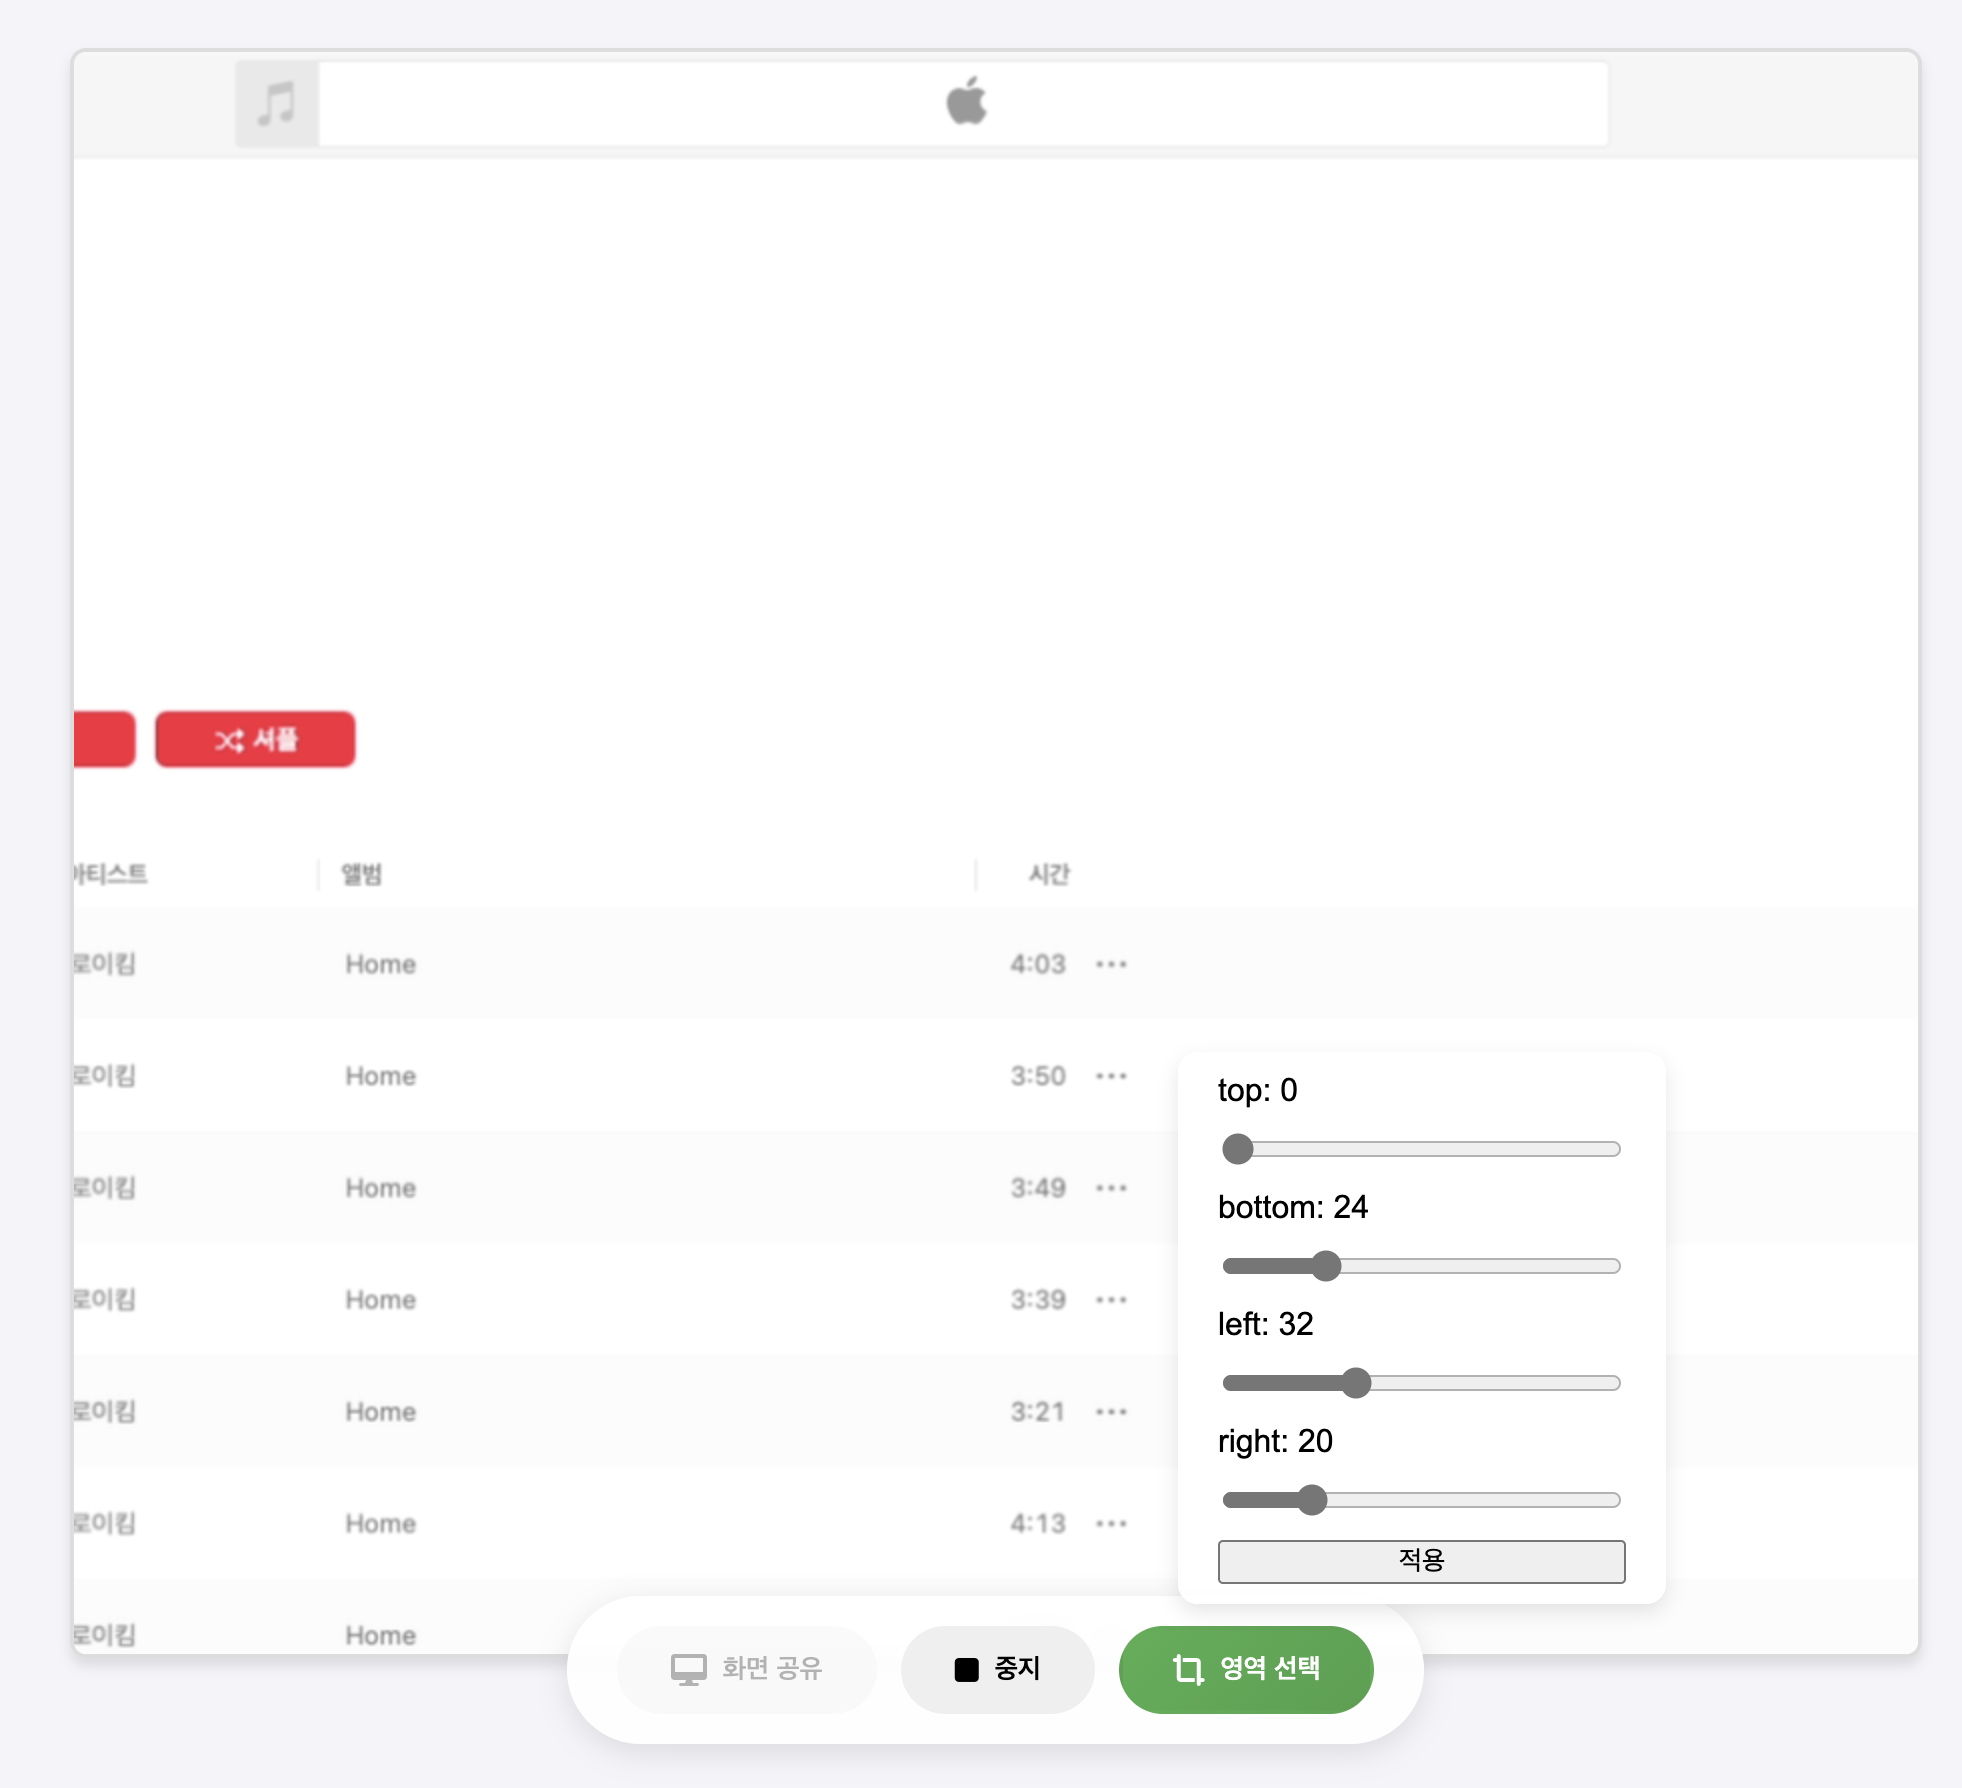 셔플
아티스트 앨범 시간
로이킴 Home 4:03
로이킴 Home 3:50
로이킴 Home 3:49
로이킴 Home 3:39
로이킴 Home 3:21
로이킴 Home 4:13
로이킴 Home
top: 0
bottom: 24
left: 32
right: 20
적용
화면 공유 중지 영역 선택